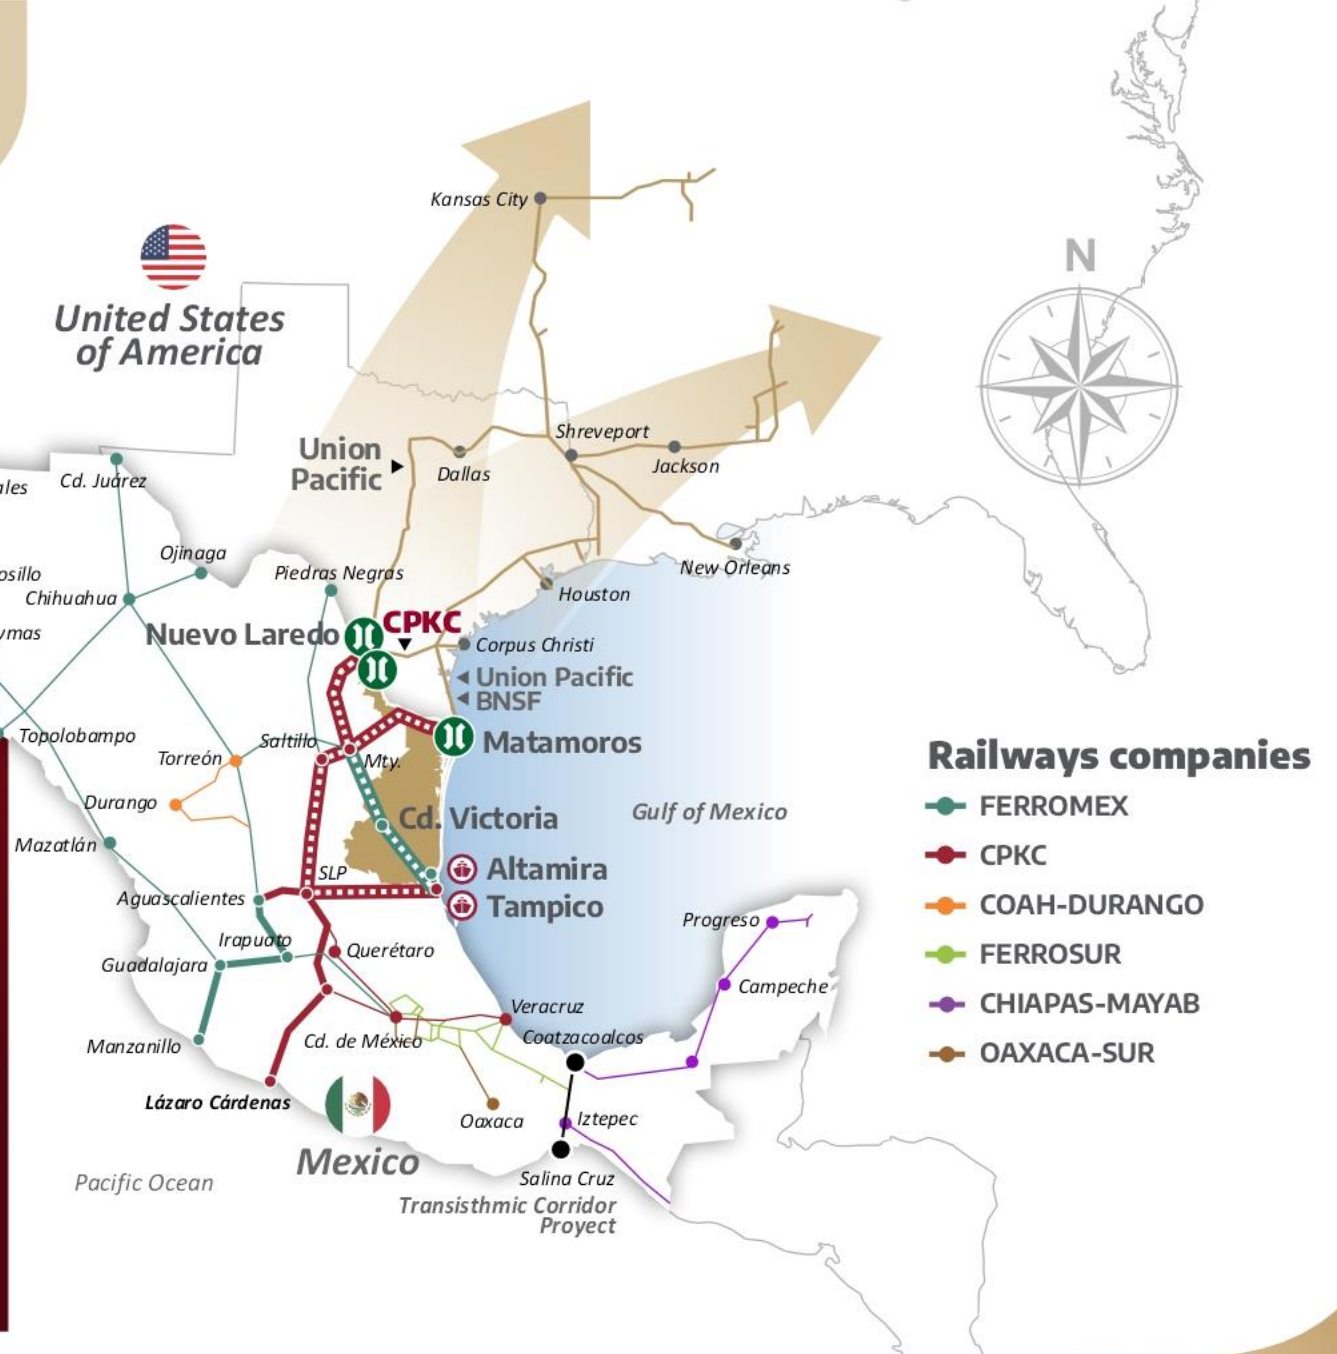 N
Kansas City
United States
of America
Union
Pacific
Shreveport
Dallas
Jackson
ales
Cd. Juárez
Ojinaga
Piedras Negras
New Orleans
osillo
Chihuahua
Houston
ymas
Nuevo Laredo
CPKC
Corpus Christi
Union Pacific
BNSF
Topolobampo
Saltillo
Matamoros
Torreón
Mty.
Durango
Cd. Victoria
Gulf of Mexico
Mazatlán
SLP
Altamira
Aguascalientes
Tampico
Progreso
Irapuato
Querétaro
Guadalajara
Campeche
Veracruz
Manzanillo
Cd. de México
Coatzacoalcos
Lázaro Cárdenas
Oaxaca
Iztepec
Mexico
Pacific Ocean
Salina Cruz
Transisthmic Corridor
Proyect
Railways companies
FERROMEX
CPKC
COAH-DURANGO
FERROSUR
CHIAPAS-MAYAB
OAXACA-SUR